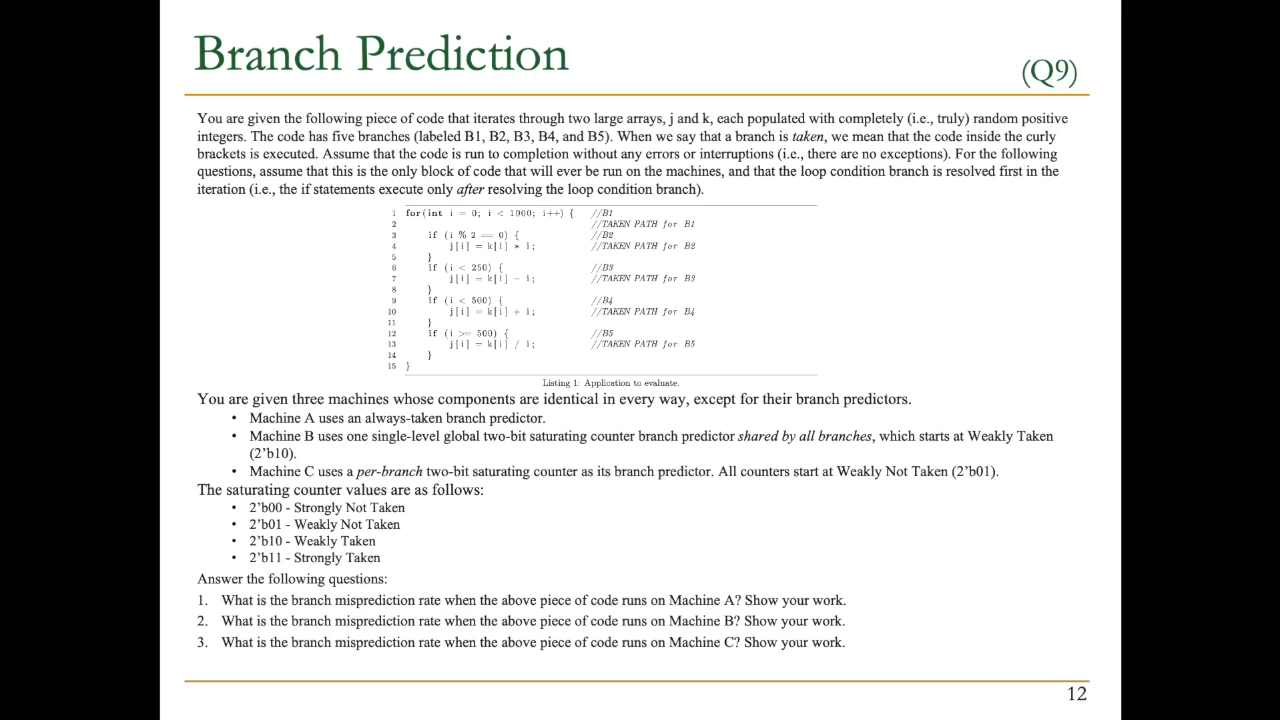 Branch Prediction
(Q9)
You are given the following piece of code that iterates through two large arrays, j and k, each populated with completely (i.e., truly) random positive
integers. The code has five branches (labeled B1, B2, B3, B4, and B5). When we say that a branch is taken, we mean that the code inside the curly
brackets is executed. Assume that the code is run to completion without any errors or interruptions (i.e., there are no exceptions). For the following
questions, assume that this is the only block of code that will ever be run on the machines, and that the loop condition branch is resolved first in the
iteration (i.e., the if statements execute only after resolving the loop condition branch).
1 for(int i = 0; i < 1000; i++) { //B1
2 //TAKEN PATH for B1
3 if (i % 2 == 0) { //B2
4 j[i] = k[i] * i; //TAKEN PATH for B2
5 }
6 if (i < 250) { //B3
7 j[i] = k[i] - i; //TAKEN PATH for B3
8 }
9 if (i < 500) { //B4
10 j[i] = k[i] + i; //TAKEN PATH for B4
11 }
12 if (i >= 500) { //B5
13 j[i] = k[i] / i; //TAKEN PATH for B5
14 }
15 }
Listing 1: Application to evaluate.
You are given three machines whose components are identical in every way, except for their branch predictors.
• Machine A uses an always-taken branch predictor.
• Machine B uses one single-level global two-bit saturating counter branch predictor shared by all branches, which starts at Weakly Taken
(2’b10).
• Machine C uses a per-branch two-bit saturating counter as its branch predictor. All counters start at Weakly Not Taken (2’b01).
The saturating counter values are as follows:
• 2’b00 - Strongly Not Taken
• 2’b01 - Weakly Not Taken
• 2’b10 - Weakly Taken
• 2’b11 - Strongly Taken
Answer the following questions:
1. What is the branch misprediction rate when the above piece of code runs on Machine A? Show your work.
2. What is the branch misprediction rate when the above piece of code runs on Machine B? Show your work.
3. What is the branch misprediction rate when the above piece of code runs on Machine C? Show your work.
12